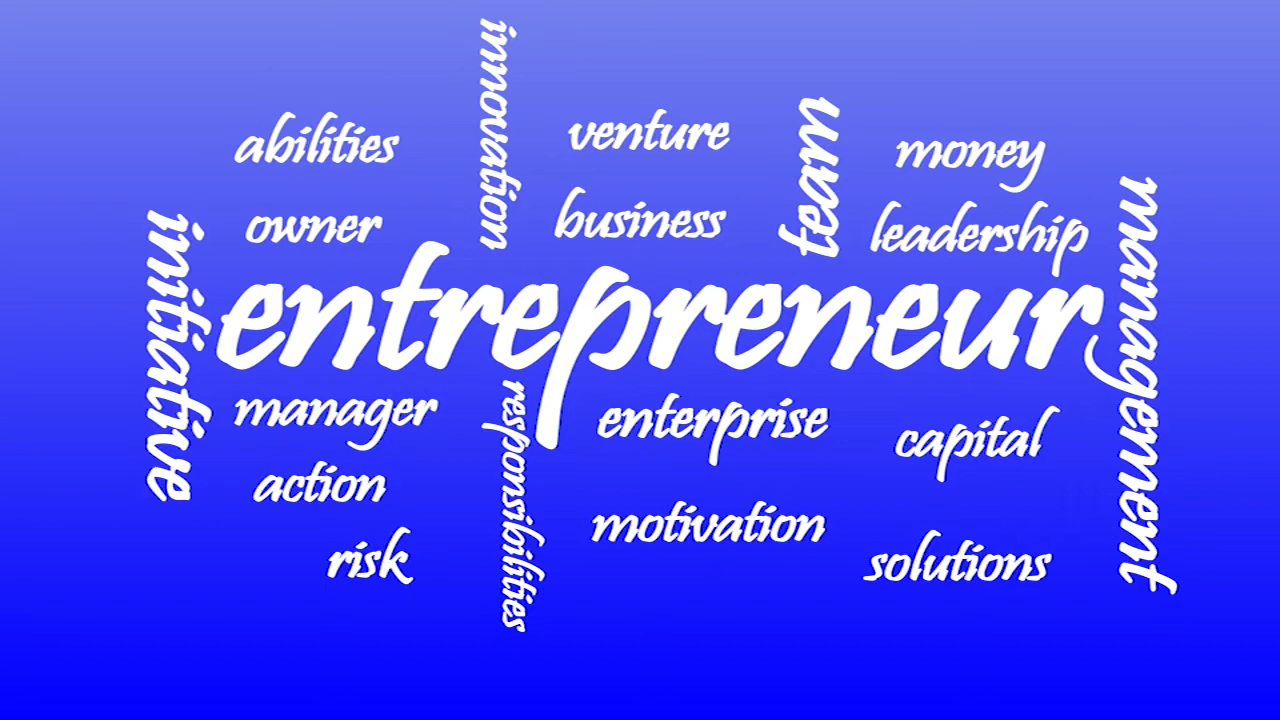 innovation
abilities
venture
team
money
owner
business
leadership
initiative
entrepreneur
management
manager
responsibilities
enterprise
capital
action
motivation
risk
solutions